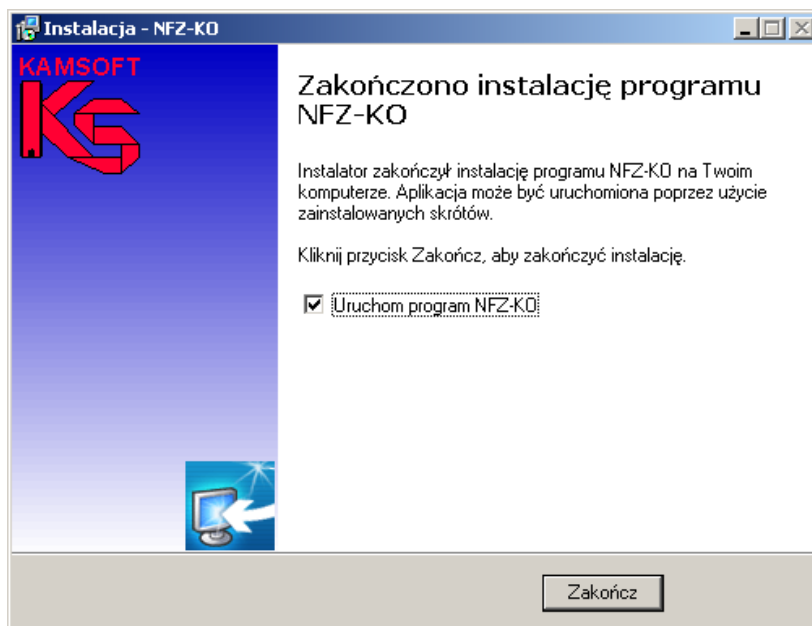 Instalacja - NFZ-KO
KAMSOFT
KS
Zakończono instalację programu
NFZ-KO
Instalator zakończył instalację programu NFZ-KO na Twoim
komputerze. Aplikacja może być uruchomiona poprzez użycie
zainstalowanych skrótów.
Kliknij przycisk Zakończ, aby zakończyć instalację.
Uruchom program NFZ-KO
Zakończ